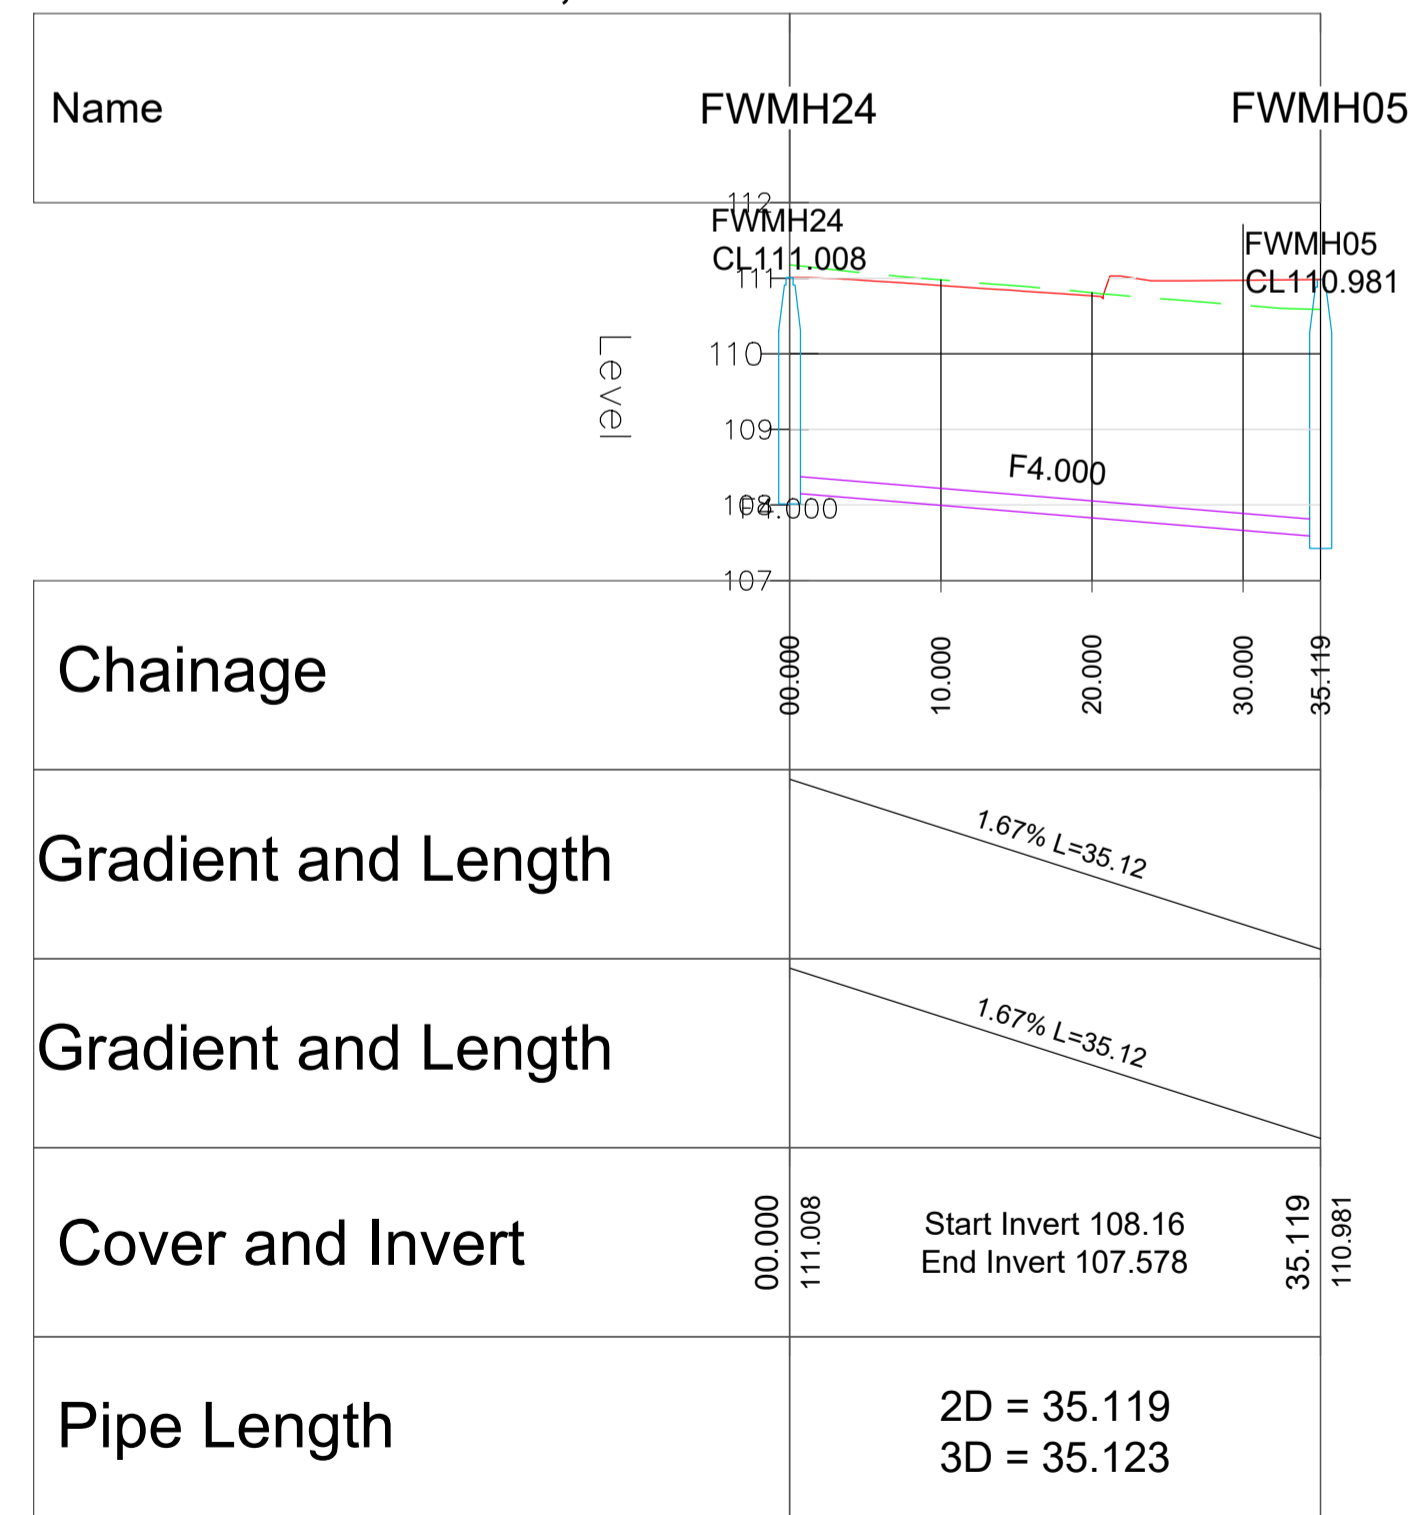 Name
FWMH24
FWMH05
112
FWMH24
CL111.008
111
FWMH05
CL110.981
Level
110
109
F4.000
108
F4.000
107
Chainage
00.000
10.000
20.000
30.000
35.119
Gradient and Length
1.67% L=35.12
Gradient and Length
1.67% L=35.12
Cover and Invert
00.000
111.008
Start Invert 108.16
End Invert 107.578
35.119
110.981
Pipe Length
2D = 35.119
3D = 35.123